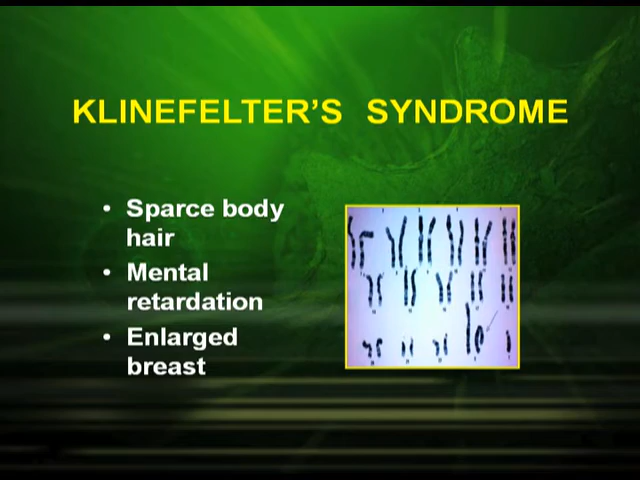 KLINEFELTER’S SYNDROME
• Sparce body
hair
• Mental
retardation
• Enlarged
breast